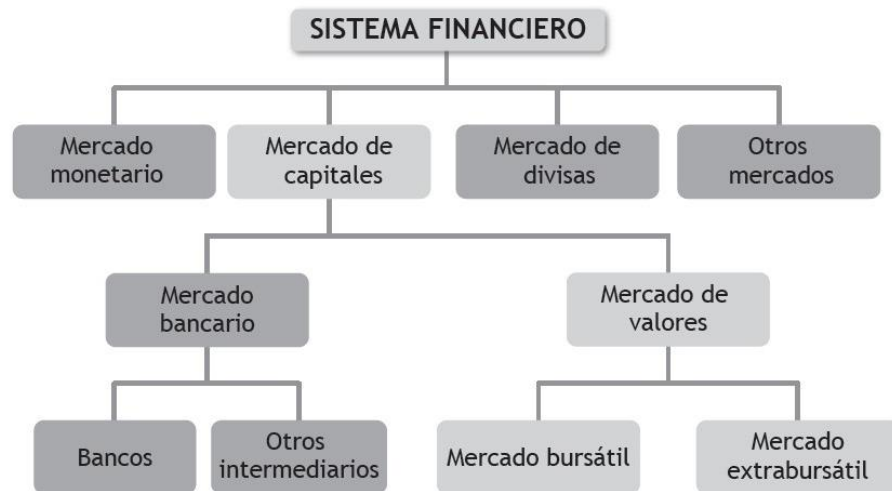 SISTEMA FINANCIERO
Mercado
monetario
Mercado de
capitales
Mercado de
divisas
Otros
mercados
Mercado
bancario
Mercado de
valores
Bancos
Otros
intermediarios
Mercado bursátil
Mercado
extrabursátil